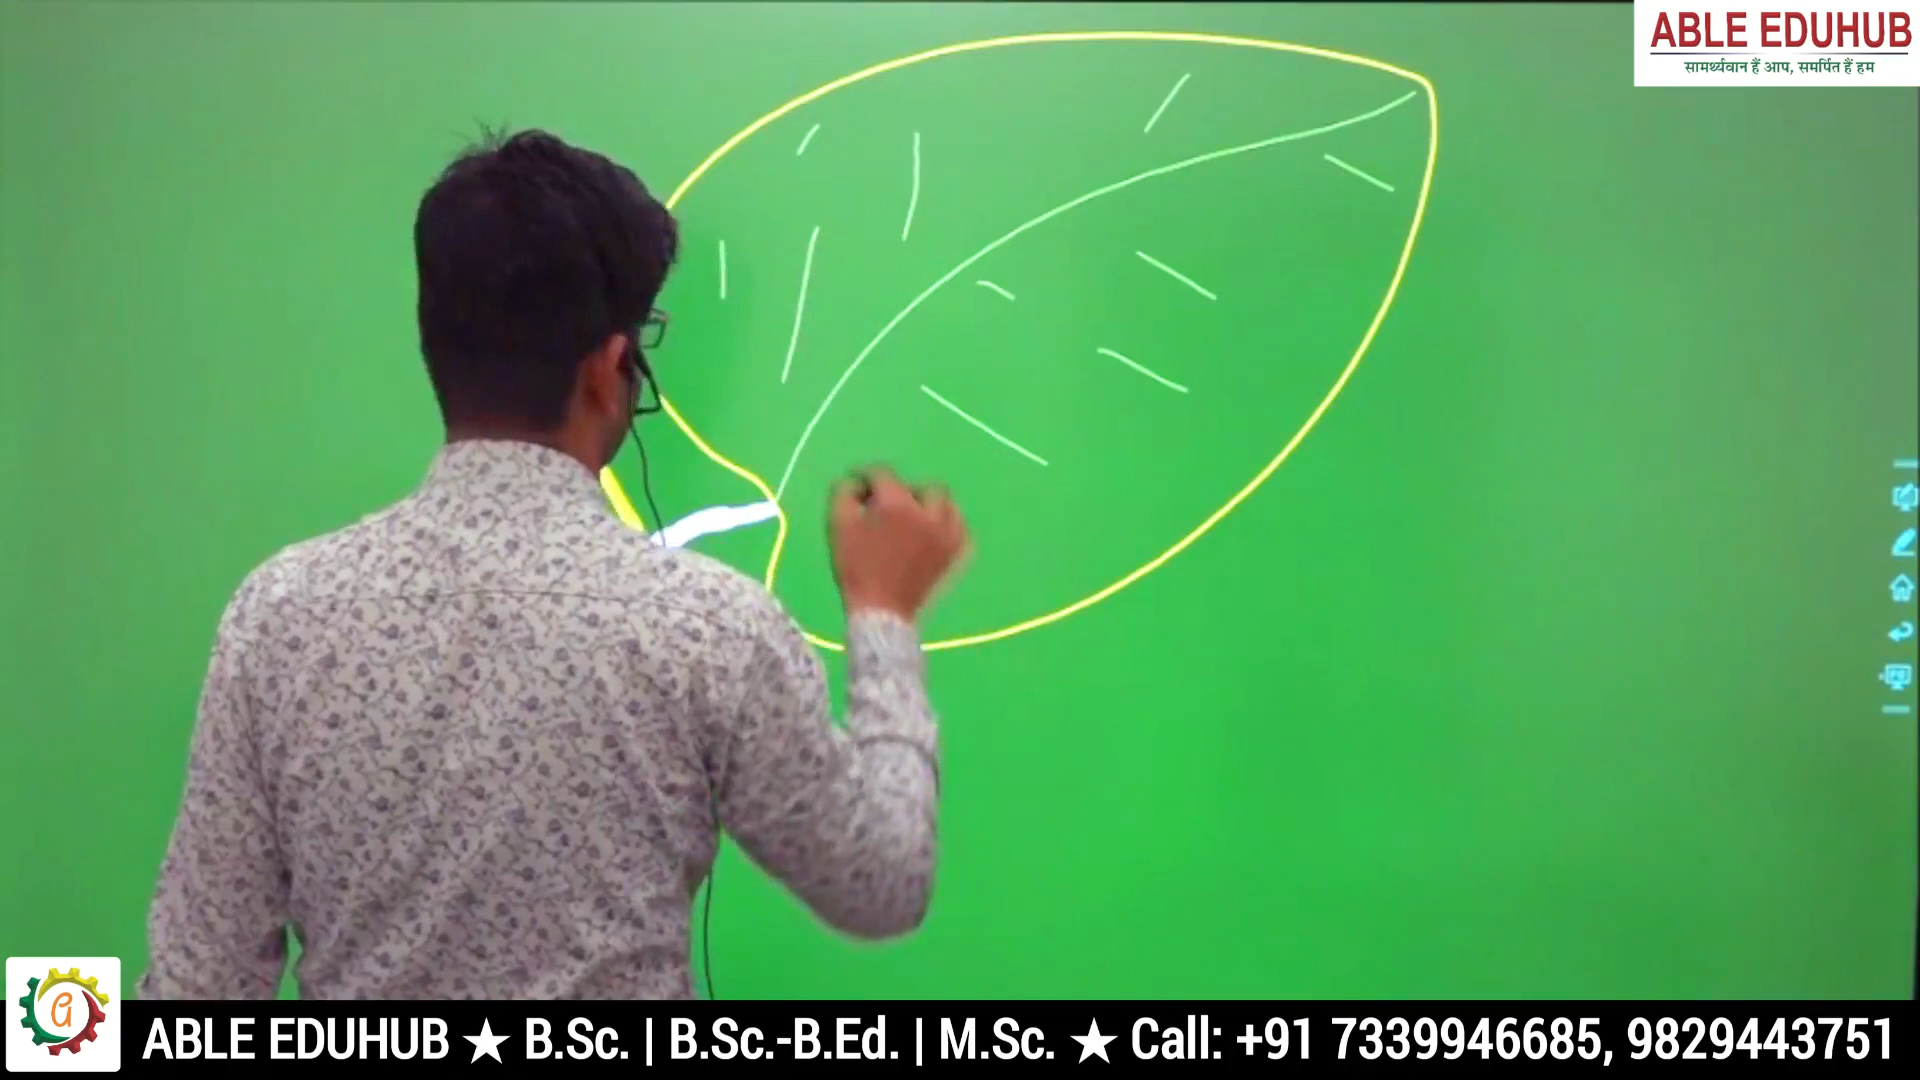 ABLE EDUHUB
सामर्थ्यवान हैं आप, समर्पित हैं हम
ABLE EDUHUB ★ B.Sc. | B.Sc.-B.Ed. | M.Sc. ★ Call: +91 7339946685, 9829443751